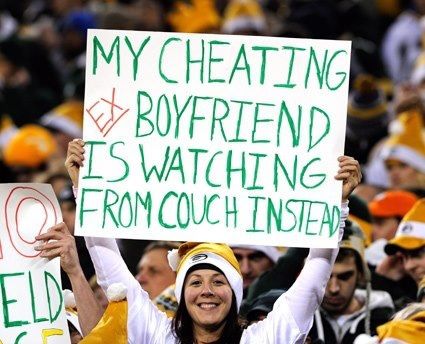 MY CHEATING
EX BOYFRIEND
IS WATCHING
FROM COUCH INSTEAD